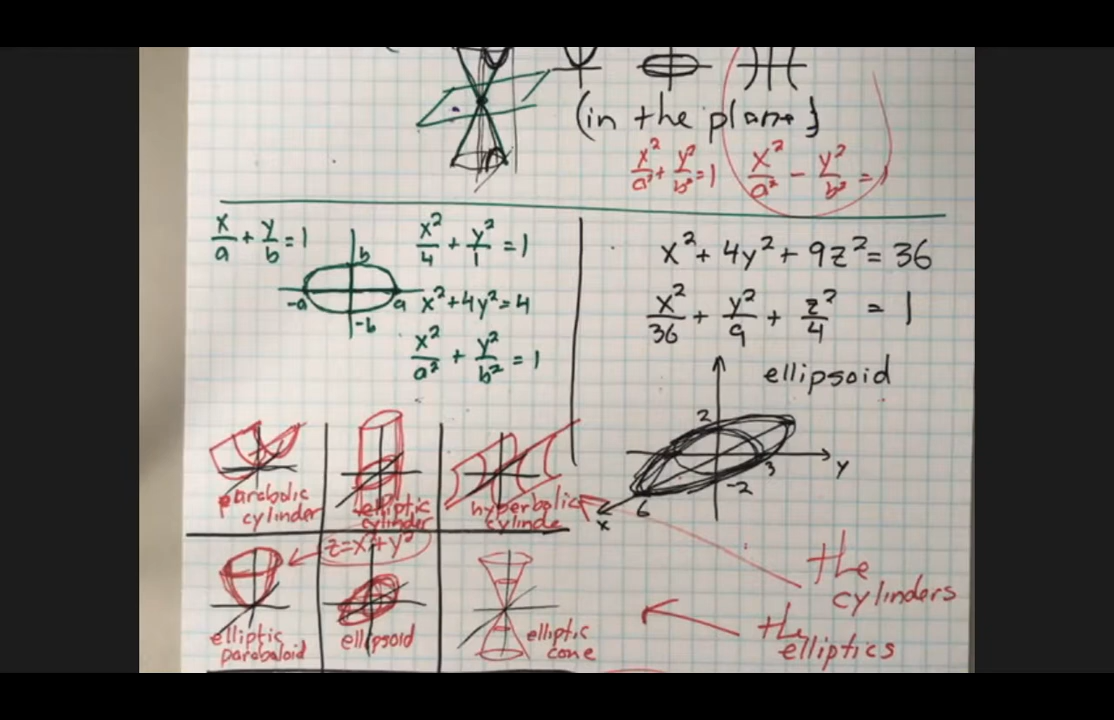 (in the plane)
x²/a² + y²/b² = 1
x²/a² - y²/b² = 1
x/a + y/b = 1
b
-a
a
-b
x²/4 + y²/1 = 1
x²+4y²=4
x²/a² + y²/b² = 1
x²+4y²+9z²=36
x²/36 + y²/9 + z²/4 = 1
ellipsoid
2
3
y
-2
6
x
parabolic
cylinder
elliptic
cylinder
hyperbolic
cylinde
z=x²+y²
the
cylinders
elliptic
parabaloid
ellipsoid
elliptic
cone
the
elliptics